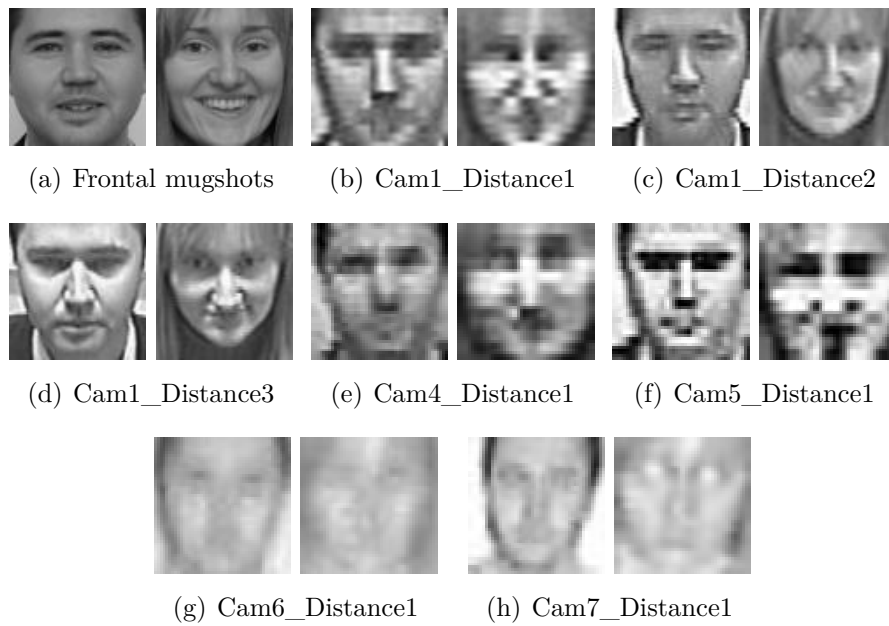 (a) Frontal mugshots (b) Cam1_Distance1 (c) Cam1_Distance2
(d) Cam1_Distance3 (e) Cam4_Distance1 (f) Cam5_Distance1
(g) Cam6_Distance1 (h) Cam7_Distance1